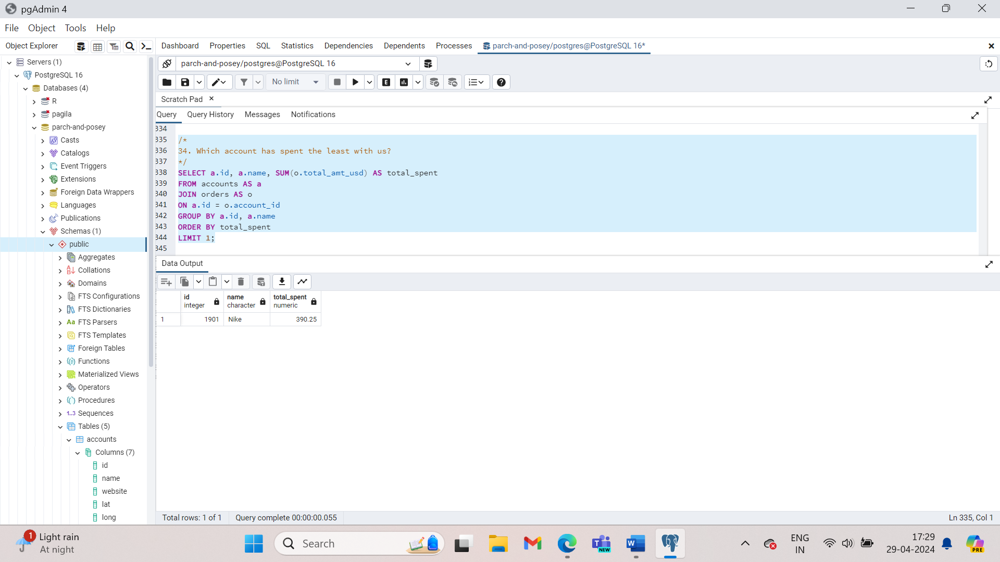 pgAdmin 4
File Object Tools Help
Object Explorer
Dashboard Properties SQL Statistics Dependencies Dependents Processes parch-and-posey/postgres@PostgreSQL 16*
Servers (1)
PostgreSQL 16
Databases (4)
R
pagila
parch-and-posey
Casts
Catalogs
Event Triggers
Extensions
Foreign Data Wrappers
Languages
Publications
Schemas (1)
public
Aggregates
Collations
Domains
FTS Configurations
FTS Dictionaries
Aa FTS Parsers
FTS Templates
Foreign Tables
Functions
Materialized Views
Operators
Procedures
1..3 Sequences
Tables (5)
accounts
Columns (7)
id
name
website
lat
long
parch-and-posey/postgres@PostgreSQL 16
No limit
E
Scratch Pad
Query Query History Messages Notifications
334
335 /*
336 34. Which account has spent the least with us?
337 */
338 SELECT a.id, a.name, SUM(o.total_amt_usd) AS total_spent
339 FROM accounts AS a
340 JOIN orders AS o
341 ON a.id = o.account_id
342 GROUP BY a.id, a.name
343 ORDER BY total_spent
344 LIMIT 1;
345
Data Output
id name total_spent
integer character numeric
1 1901 Nike 390.25
Total rows: 1 of 1 Query complete 00:00:00.055 Ln 335, Col 1
1 Light rain
At night
Search
NEW
W
ENG
IN
17:29
29-04-2024
PRE